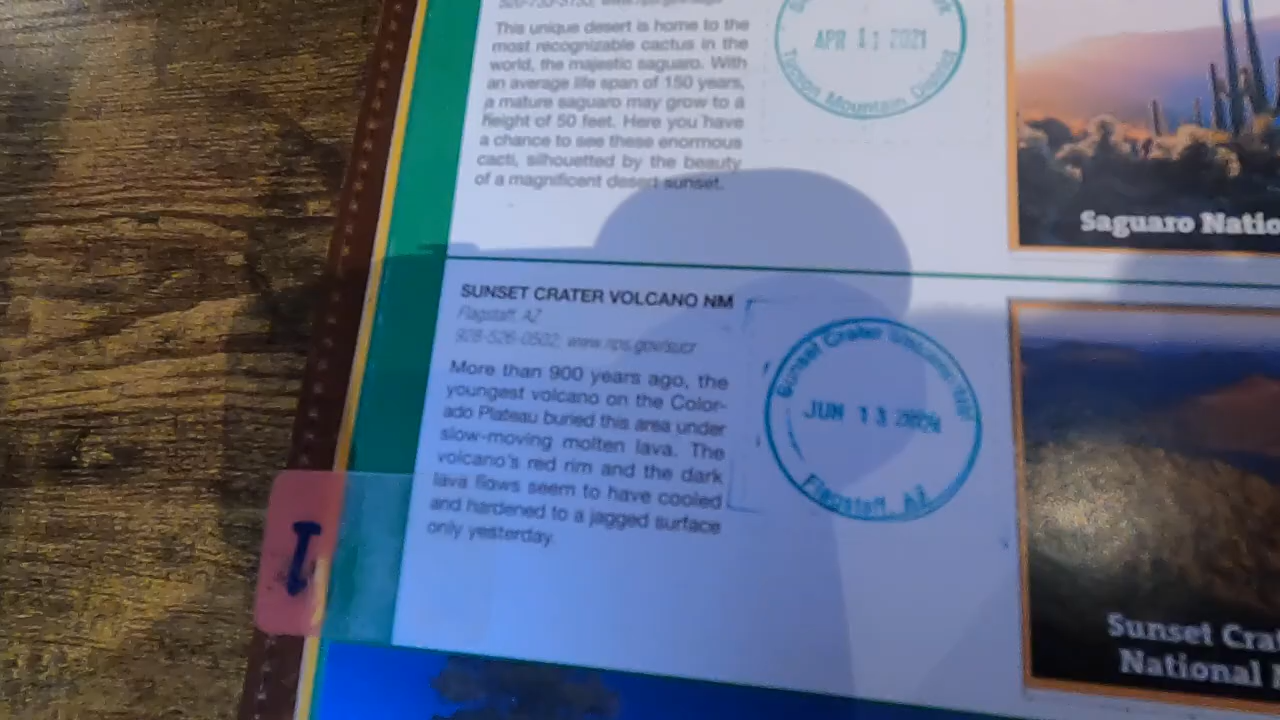 This unique desert is home to the
most recognizable cactus in the
world, the majestic saguaro. With
an average life span of 150 years,
a mature saguaro may grow to a
height of 50 feet. Here you have
a chance to see these enormous
cacti, silhouetted by the beauty
of a magnificent desert sunset.
APR 11 2021
Tucson Mountain District
Saguaro Natio
SUNSET CRATER VOLCANO NM
Flagstaff, AZ
928-526-0502; www.nps.gov/sucr
More than 900 years ago, the
youngest volcano on the Color-
ado Plateau buried this area under
slow-moving molten lava. The
volcano's red rim and the dark
lava flows seem to have cooled
and hardened to a jagged surface
only yesterday.
Sunset Crater Volcano NM
JUN 13
Flagstaff, AZ
Sunset Cra
National
I